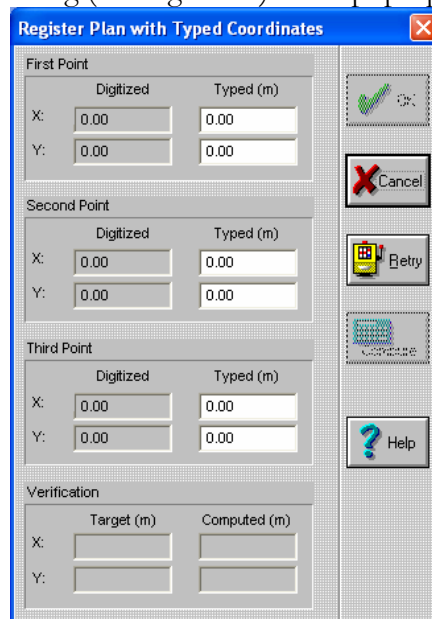 Register Plan with Typed Coordinates
First Point
Digitized Typed (m)
X: 0.00 0.00
Y: 0.00 0.00
Second Point
Digitized Typed (m)
X: 0.00 0.00
Y: 0.00 0.00
Third Point
Digitized Typed (m)
X: 0.00 0.00
Y: 0.00 0.00
Verification
Target (m) Computed (m)
X:
Y:
OK
Cancel
Retry
Compute
Help